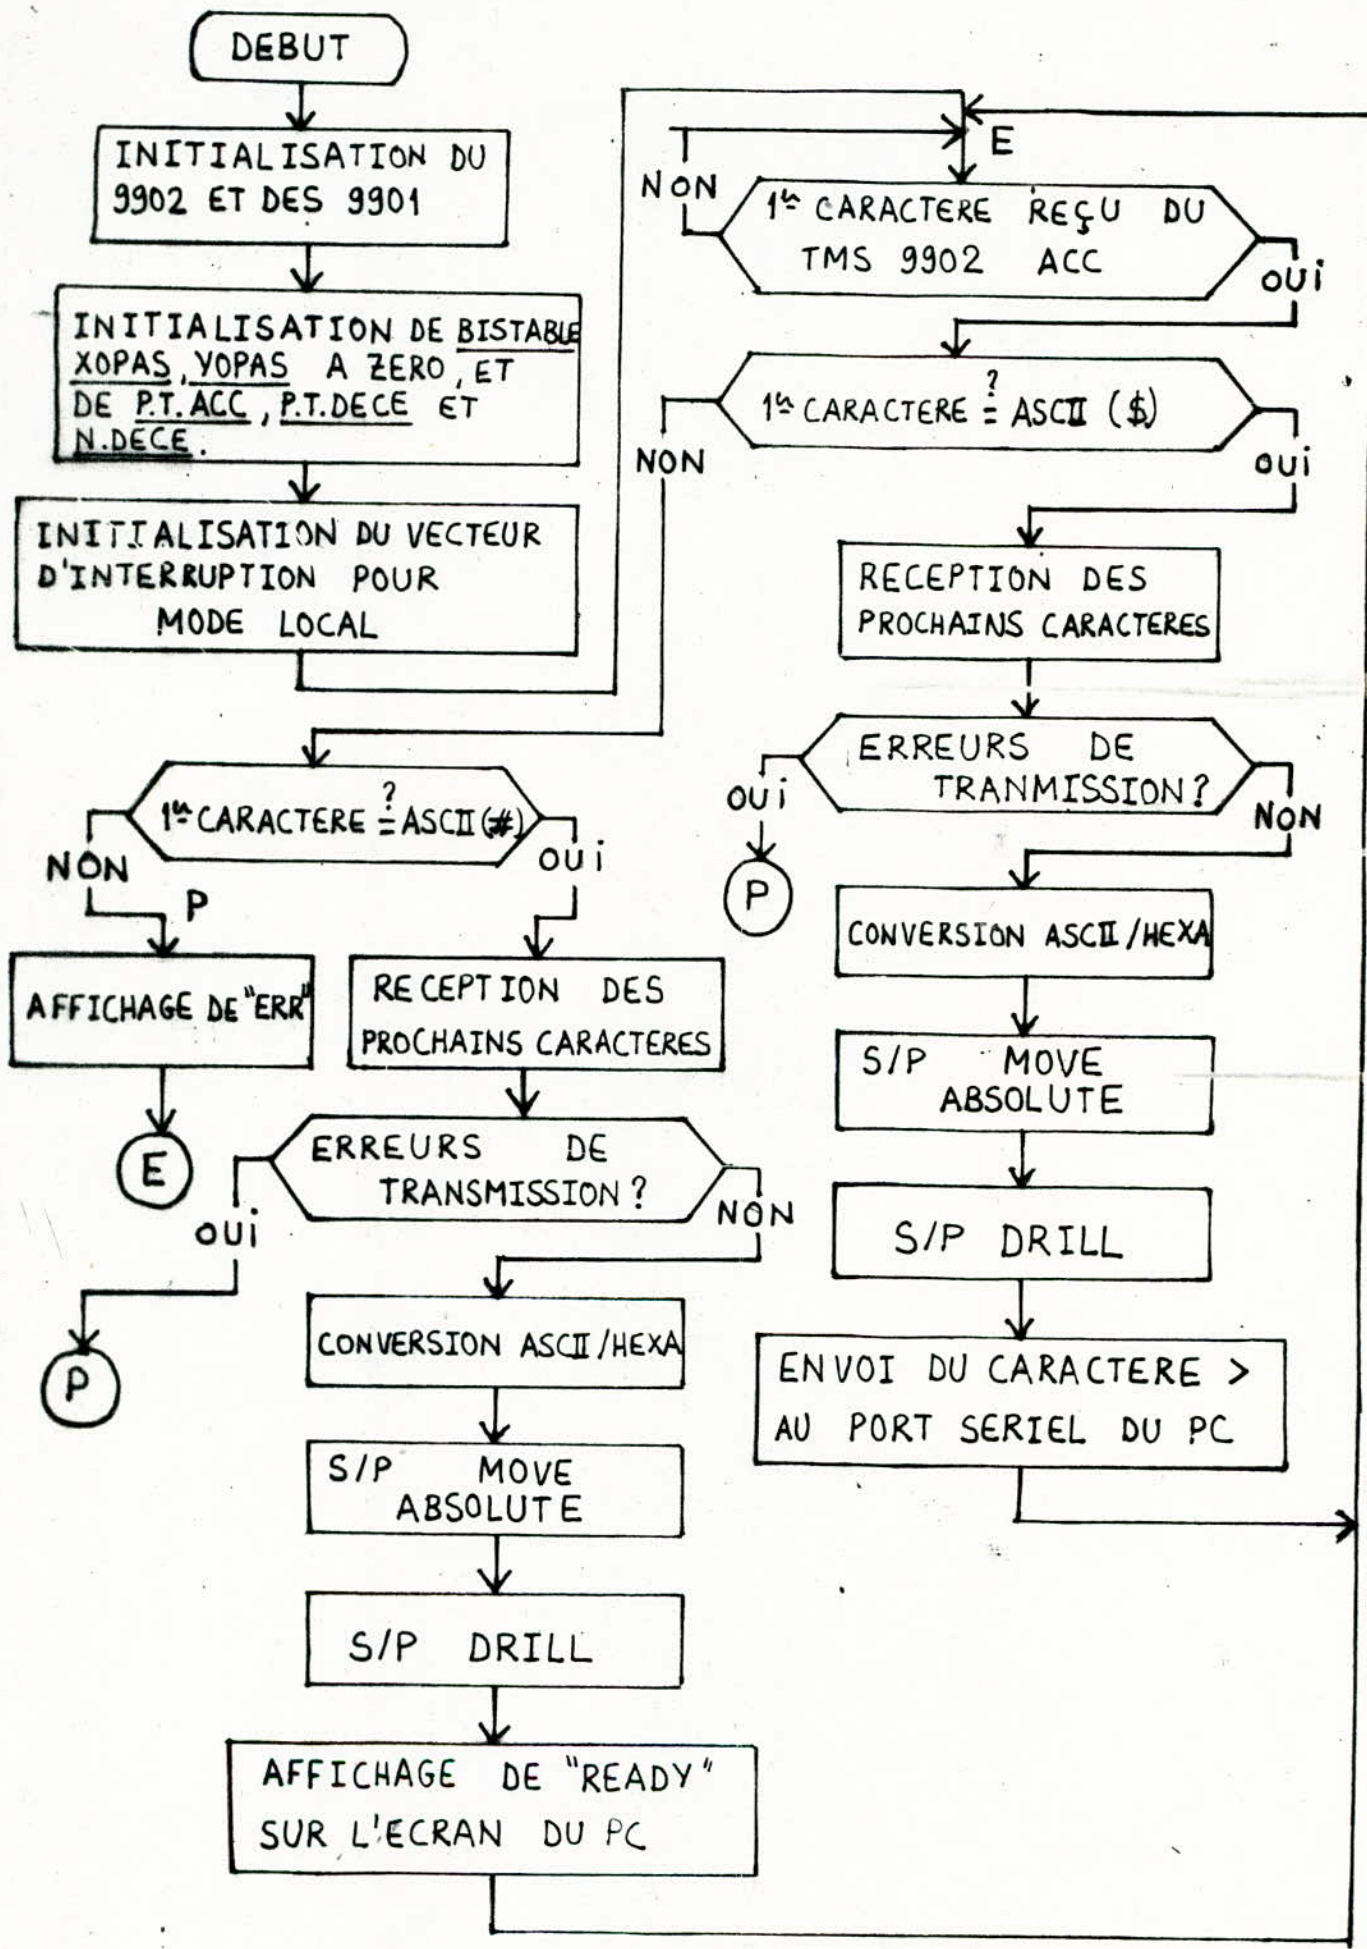 DEBUT
INITIALISATION DU
9902 ET DES 9901
INITIALISATION DE BISTABLE
XOPAS, YOPAS A ZERO, ET
DE P.T.ACC, P.T.DECE ET
N.DECE.
INITIALISATION DU VECTEUR
D'INTERRUPTION POUR
MODE LOCAL
E
NON
1er CARACTERE REÇU DU
TMS 9902 ACC
OUi
1er CARACTERE ?= ASCII ($)
NON
OUi
RECEPTION DES
PROCHAINS CARACTERES
ERREURS DE
TRANMISSION?
OUi
NON
P
CONVERSION ASCII/HEXA
S/P MOVE
ABSOLUTE
S/P DRILL
ENVOI DU CARACTERE >
AU PORT SERIEL DU PC
1er CARACTERE ?= ASCII (#)
NON
OUi
P
AFFICHAGE DE "ERR"
E
RECEPTION DES
PROCHAINS CARACTERES
ERREURS DE
TRANSMISSION?
OUi
NON
P
CONVERSION ASCII/HEXA
S/P MOVE
ABSOLUTE
S/P DRILL
AFFICHAGE DE "READY"
SUR L'ECRAN DU PC